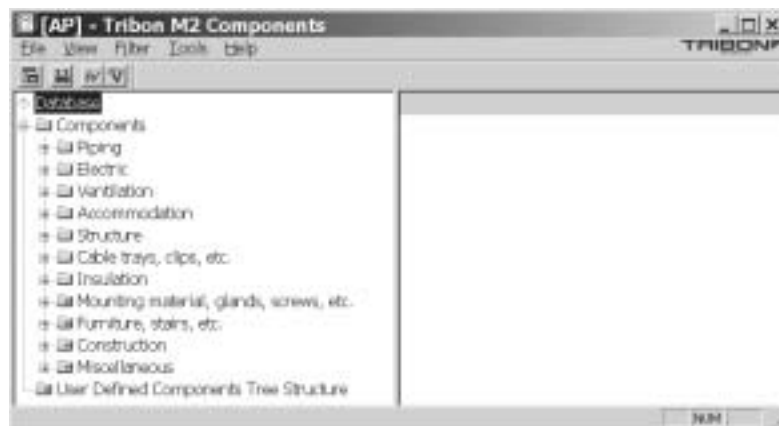 [AP] - Tribon M2 Components
File View Filter Tools Help
TRIBON
Database
Components
Piping
Electric
Ventilation
Accommodation
Structure
Cable trays, clips, etc.
Insulation
Mounting material, glands, screws, etc.
Furniture, stairs, etc.
Construction
Miscellaneous
User Defined Components Tree Structure
NUM